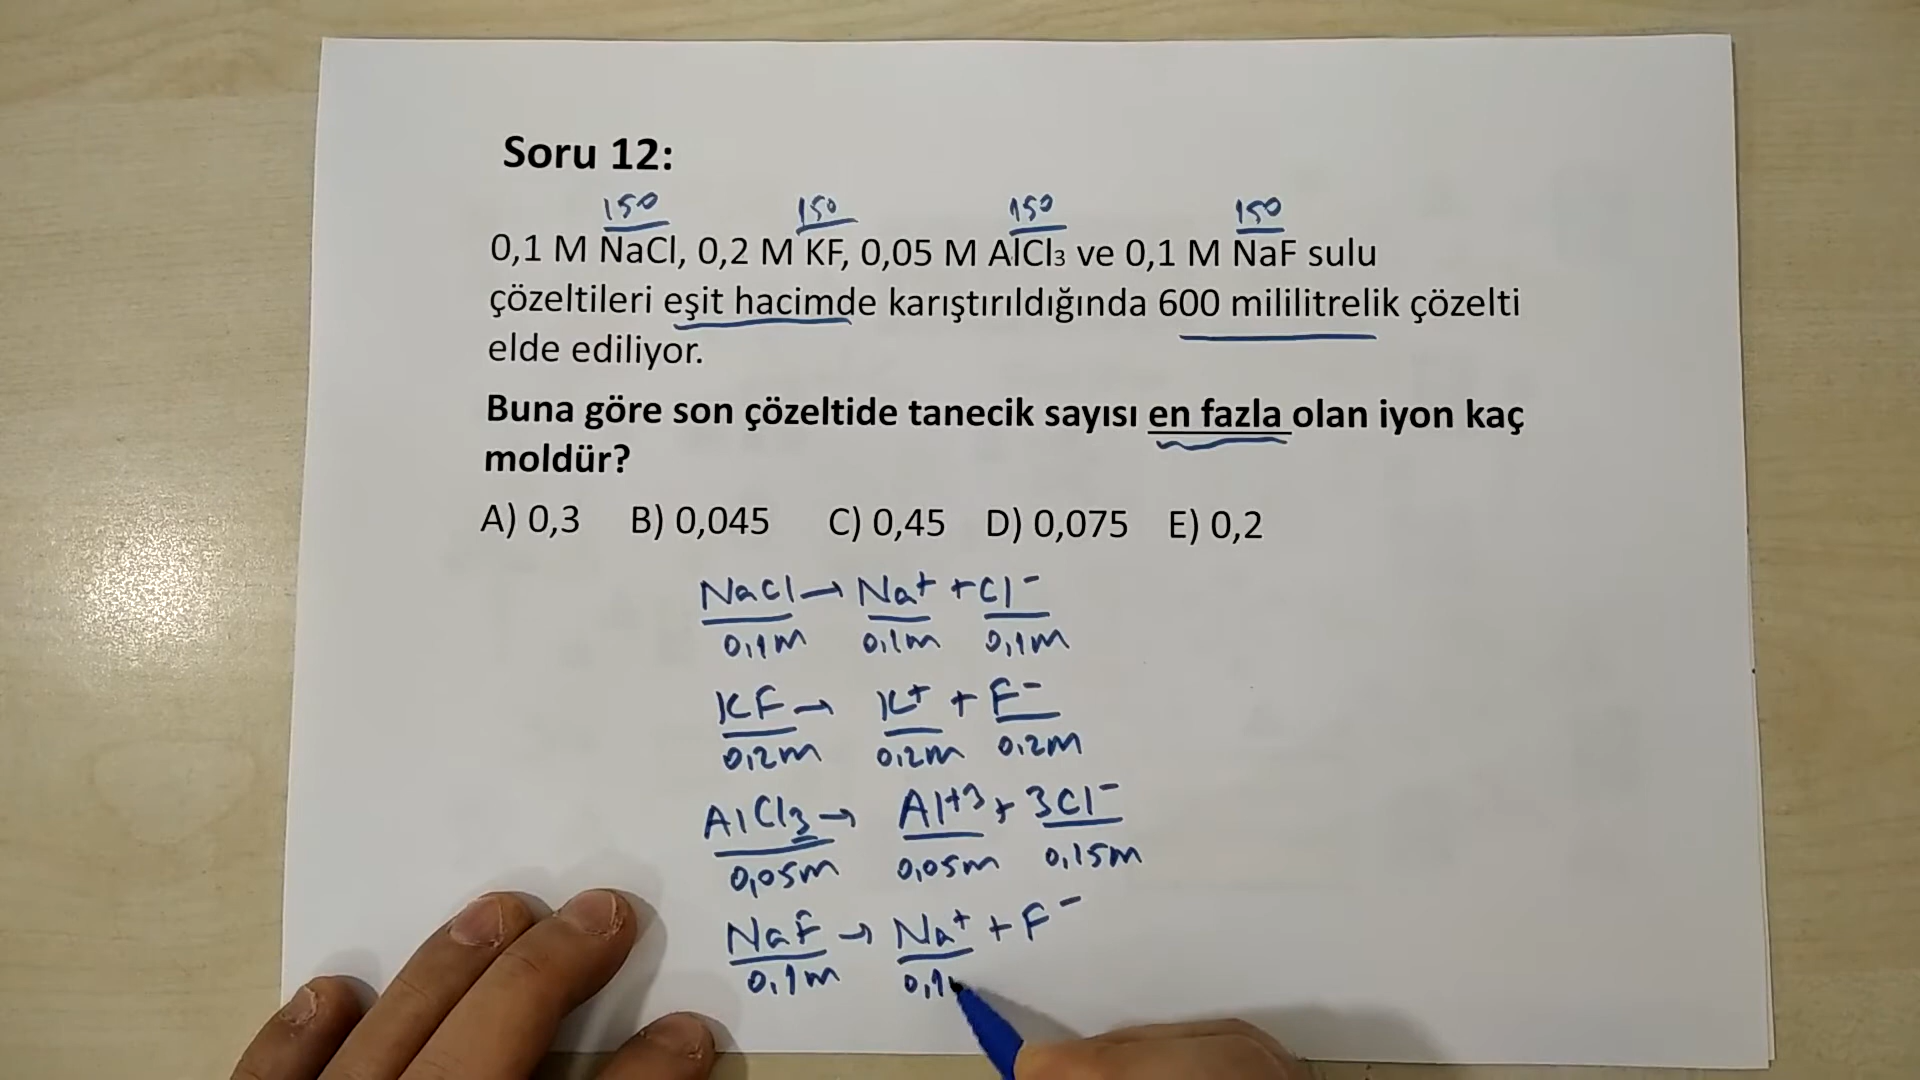 Soru 12:
150 150 150 150
0,1 M NaCl, 0,2 M KF, 0,05 M AlCl₃ ve 0,1 M NaF sulu
çözeltileri eşit hacimde karıştırıldığında 600 mililitrelik çözelti
elde ediliyor.
Buna göre son çözeltide tanecik sayısı en fazla olan iyon kaç
moldür?
A) 0,3 B) 0,045 C) 0,45 D) 0,075 E) 0,2
NaCl → Na⁺ + Cl⁻
0,1M 0,1M 0,1M
KF → K⁺ + F⁻
0,2M 0,2M 0,2M
AlCl₃ → Al⁺³ + 3Cl⁻
0,05M 0,05M 0,15M
NaF → Na⁺ + F⁻
0,1M 0,1